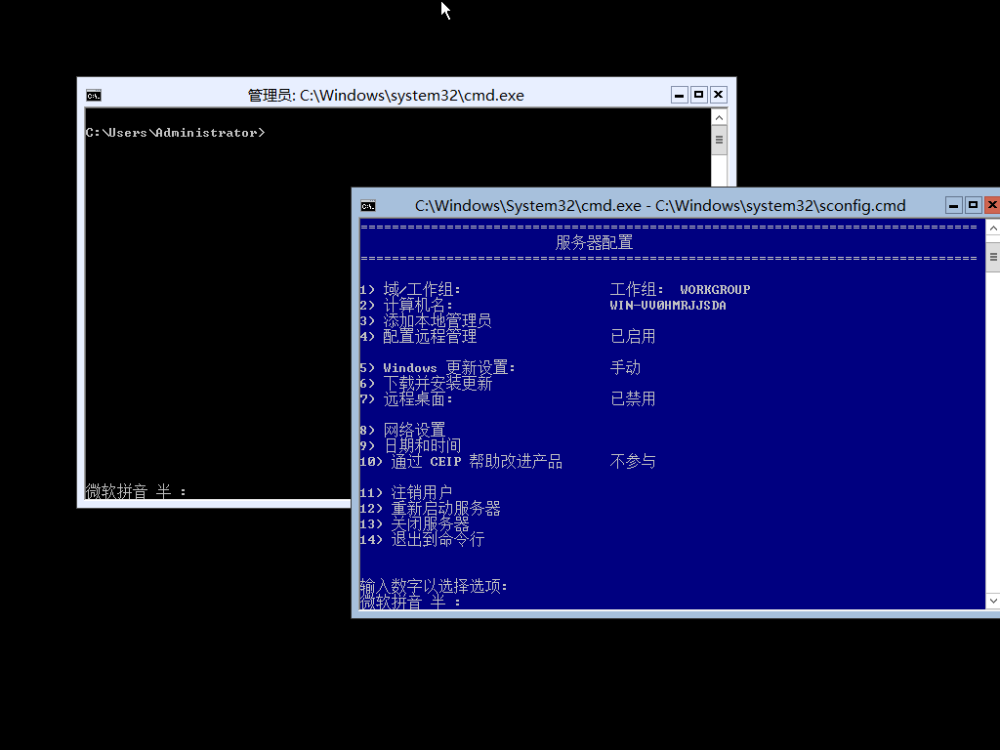 管理员: C:\Windows\system32\cmd.exe
C:\Users\Administrator>
微软拼音 半 :
C:\Windows\System32\cmd.exe - C:\Windows\system32\sconfig.cmd
===============================================================================
服务器配置
===============================================================================
1) 域/工作组: 工作组: WORKGROUP
2) 计算机名: WIN-VV0HMRJJSDA
3) 添加本地管理员
4) 配置远程管理 已启用
5) Windows 更新设置: 手动
6) 下载并安装更新
7) 远程桌面: 已禁用
8) 网络设置
9) 日期和时间
10) 通过 CEIP 帮助改进产品 不参与
11) 注销用户
12) 重新启动服务器
13) 关闭服务器
14) 退出到命令行
输入数字以选择选项:
微软拼音 半 :